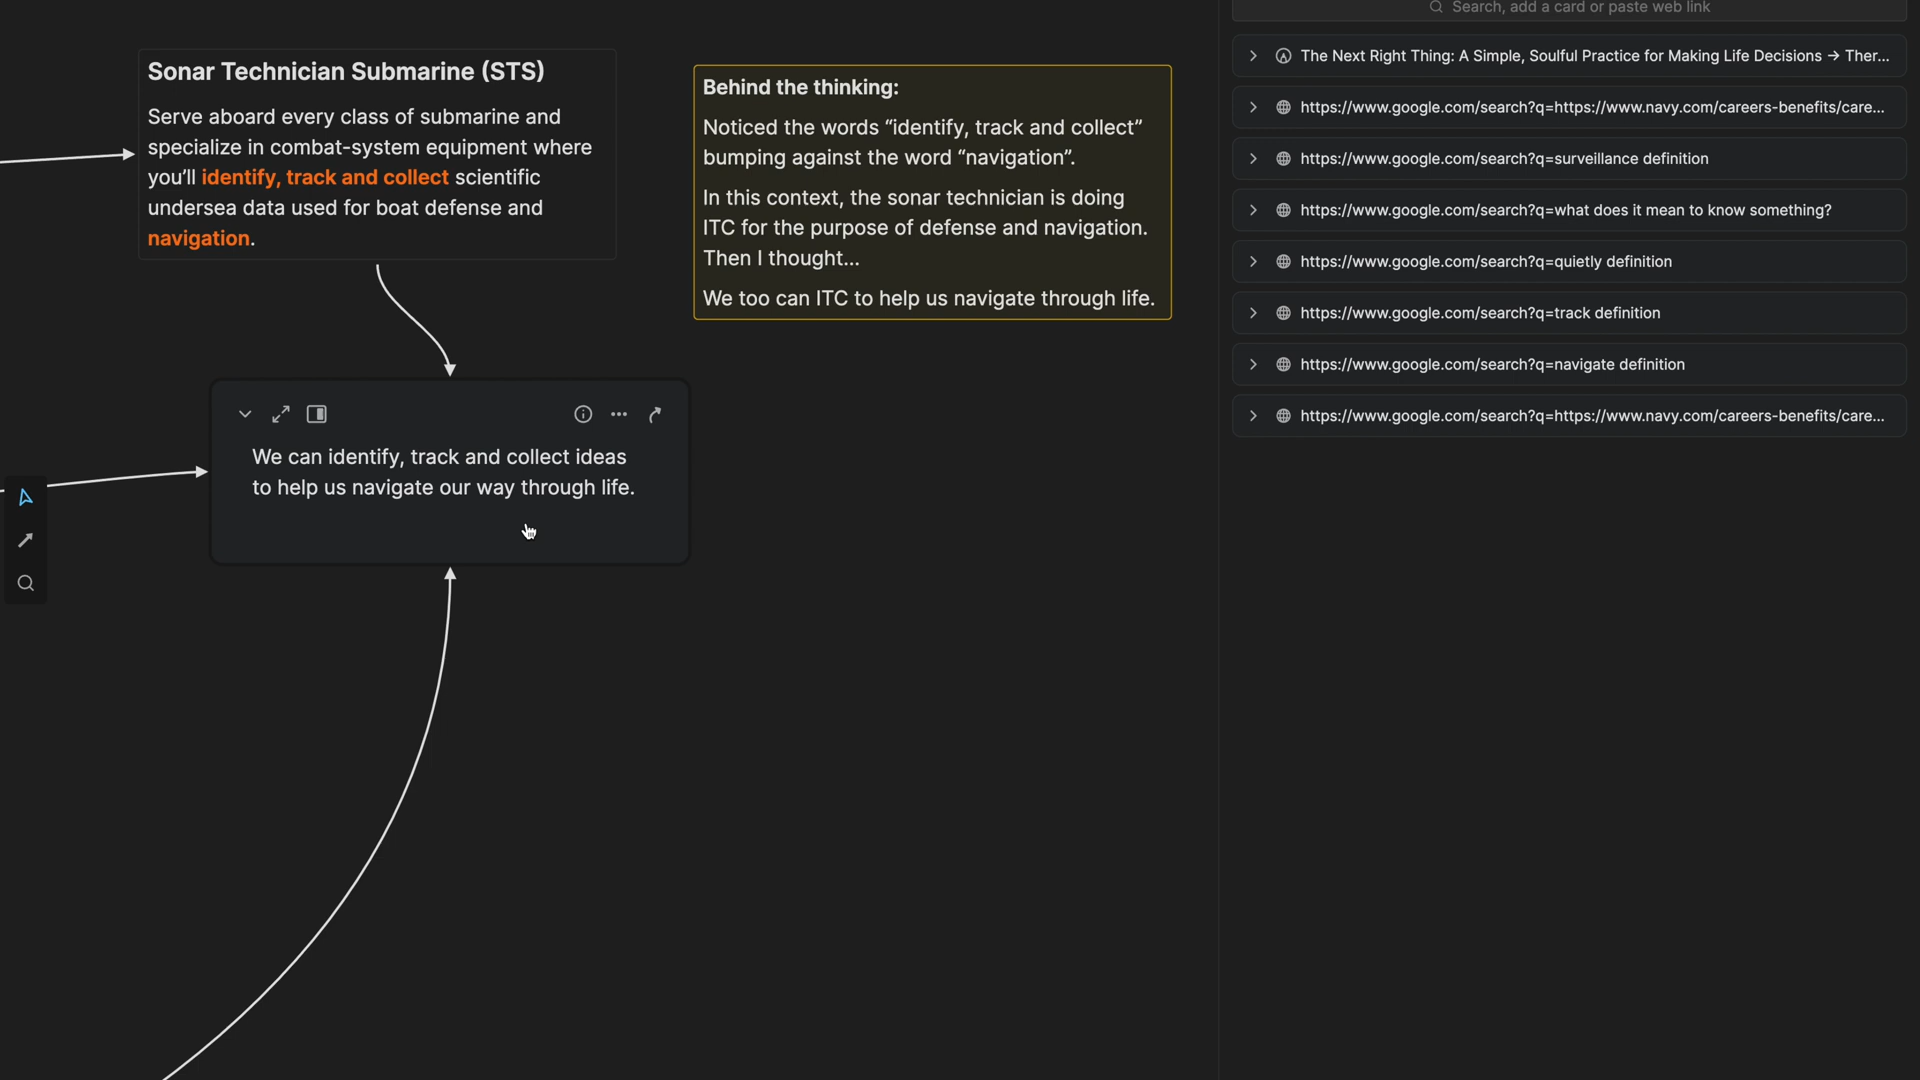 Sonar Technician Submarine (STS)
Serve aboard every class of submarine and
specialize in combat-system equipment where
you’ll identify, track and collect scientific
undersea data used for boat defense and
navigation.
Behind the thinking:
Noticed the words “identify, track and collect”
bumping against the word “navigation”.
In this context, the sonar technician is doing
ITC for the purpose of defense and navigation.
Then I thought...
We too can ITC to help us navigate through life.
We can identify, track and collect ideas
to help us navigate our way through life.
Search, add a card or paste web link
The Next Right Thing: A Simple, Soulful Practice for Making Life Decisions → Ther...
https://www.google.com/search?q=https://www.navy.com/careers-benefits/care...
https://www.google.com/search?q=surveillance definition
https://www.google.com/search?q=what does it mean to know something?
https://www.google.com/search?q=quietly definition
https://www.google.com/search?q=track definition
https://www.google.com/search?q=navigate definition
https://www.google.com/search?q=https://www.navy.com/careers-benefits/care...